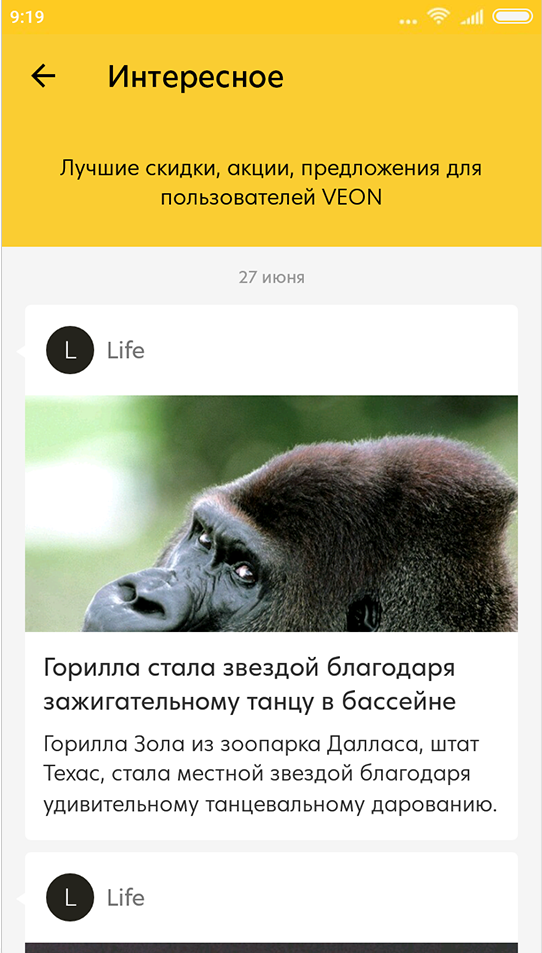 9:19
Интересное
Лучшие скидки, акции, предложения для
пользователей VEON
27 июня
L Life
Горилла стала звездой благодаря
зажигательному танцу в бассейне
Горилла Зола из зоопарка Далласа, штат
Техас, стала местной звездой благодаря
удивительному танцевальному дарованию.
L Life